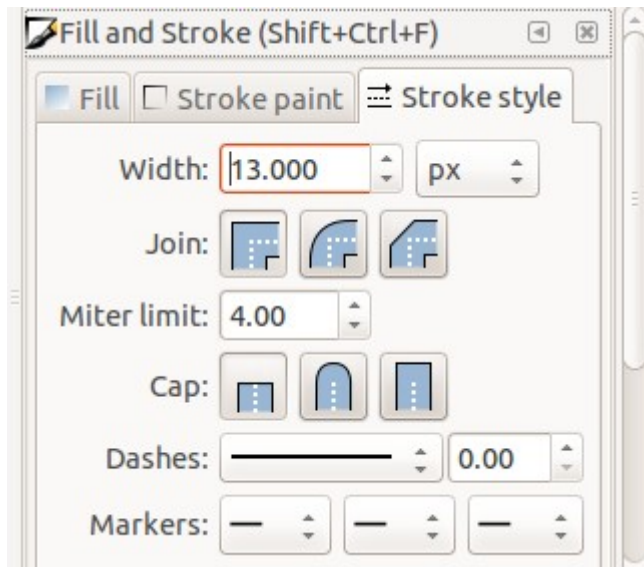 Fill and Stroke (Shift+Ctrl+F)
Fill Stroke paint Stroke style
Width: 13.000 px
Join:
Miter limit: 4.00
Cap:
Dashes: 0.00
Markers: